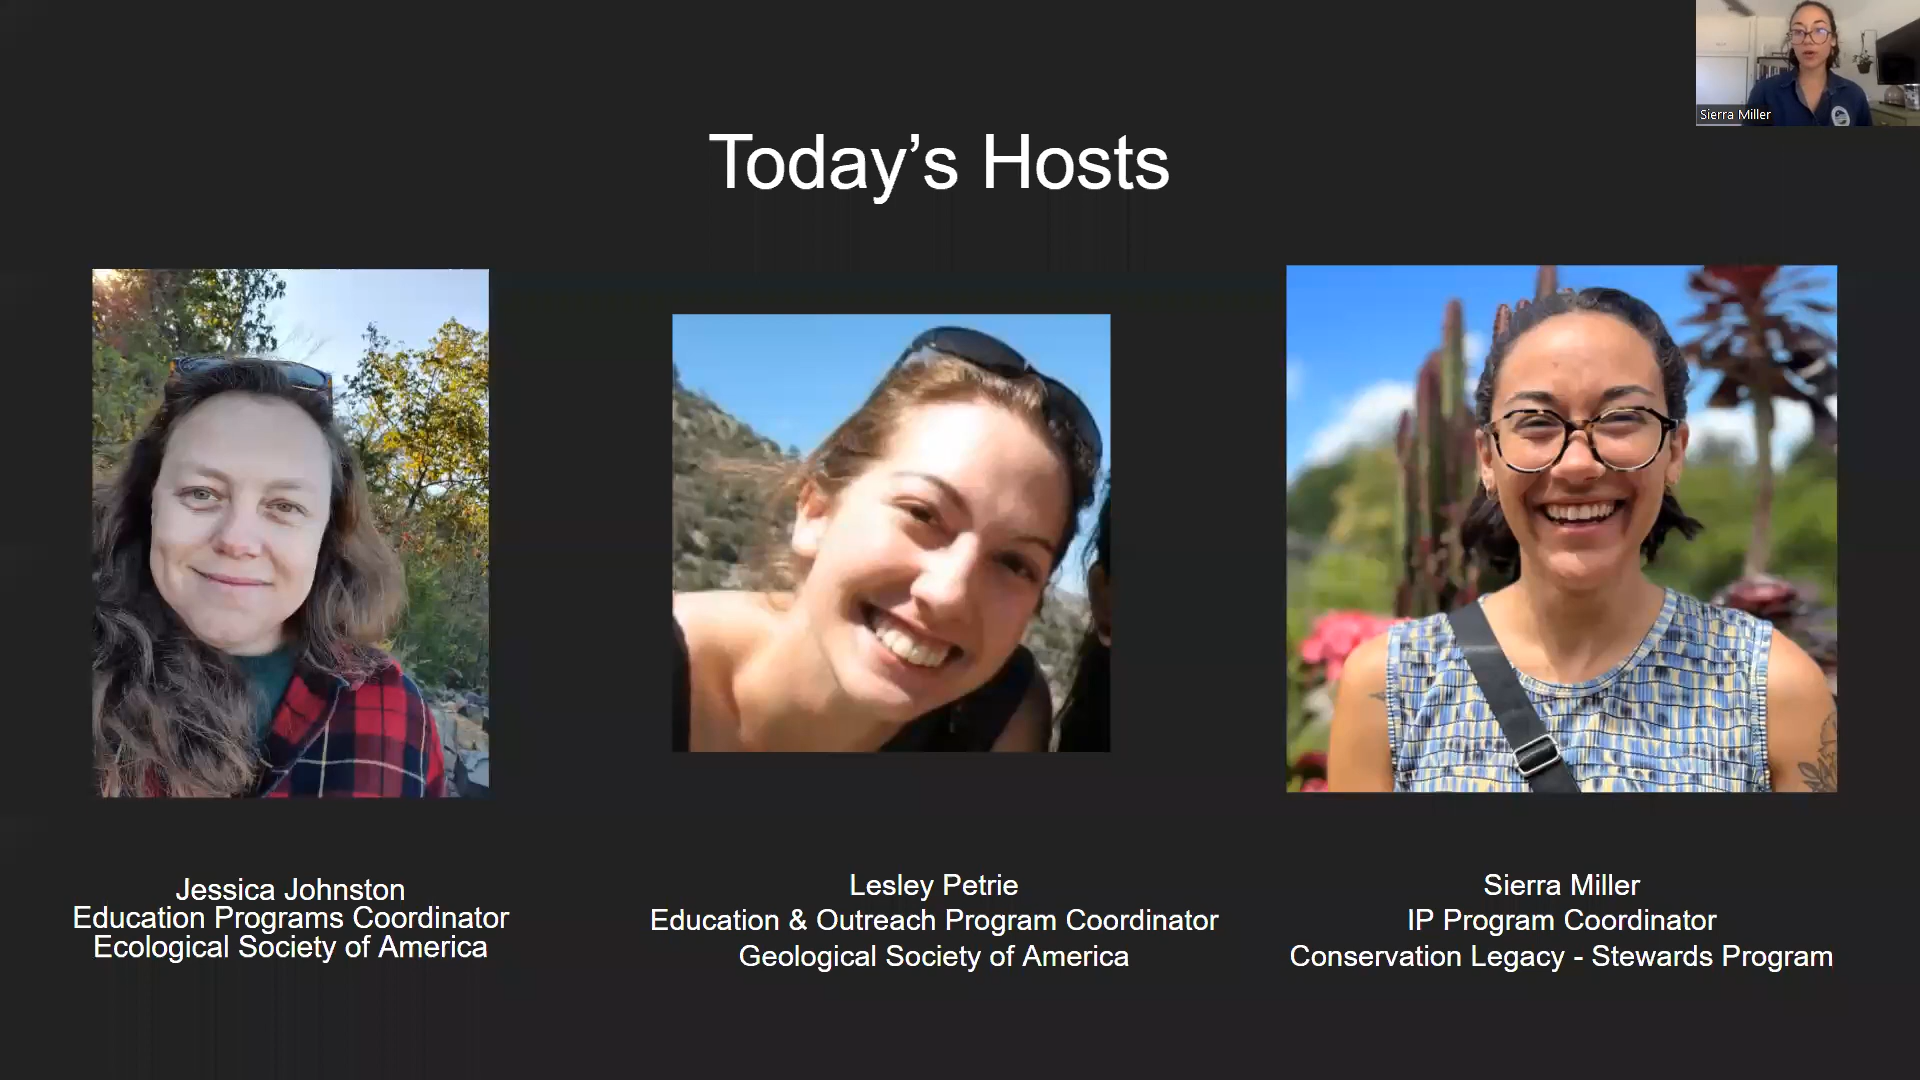 Sierra Miller
Today’s Hosts
Jessica Johnston
Education Programs Coordinator
Ecological Society of America
Lesley Petrie
Education & Outreach Program Coordinator
Geological Society of America
Sierra Miller
IP Program Coordinator
Conservation Legacy - Stewards Program